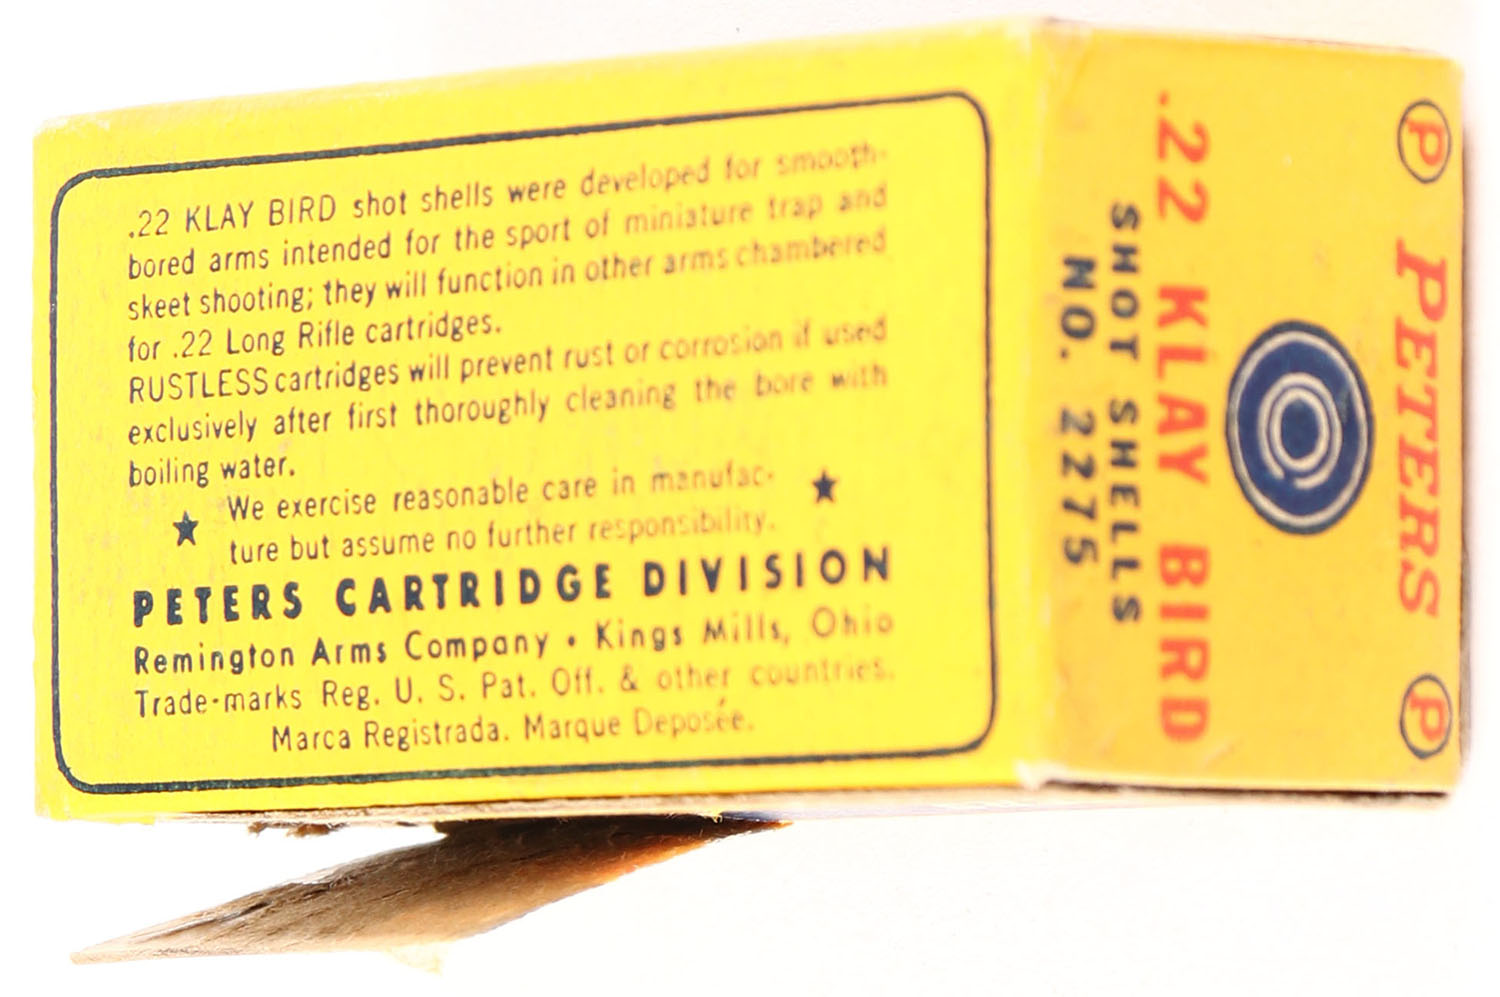 .22 KLAY BIRD shot shells were developed for smooth-
bored arms intended for the sport of miniature trap and
skeet shooting; they will function in other arms chambered
for .22 Long Rifle cartridges.
RUSTLESS cartridges will prevent rust or corrosion if used
exclusively after first thoroughly cleaning the bore with
boiling water.
★ We exercise reasonable care in manufac- ★
ture but assume no further responsibility.
PETERS CARTRIDGE DIVISION
Remington Arms Company • Kings Mills, Ohio
Trade-marks Reg. U. S. Pat. Off. & other countries.
Marca Registrada. Marque Deposée.
P PETERS P
.22 KLAY BIRD
SHOT SHELLS
NO. 2275